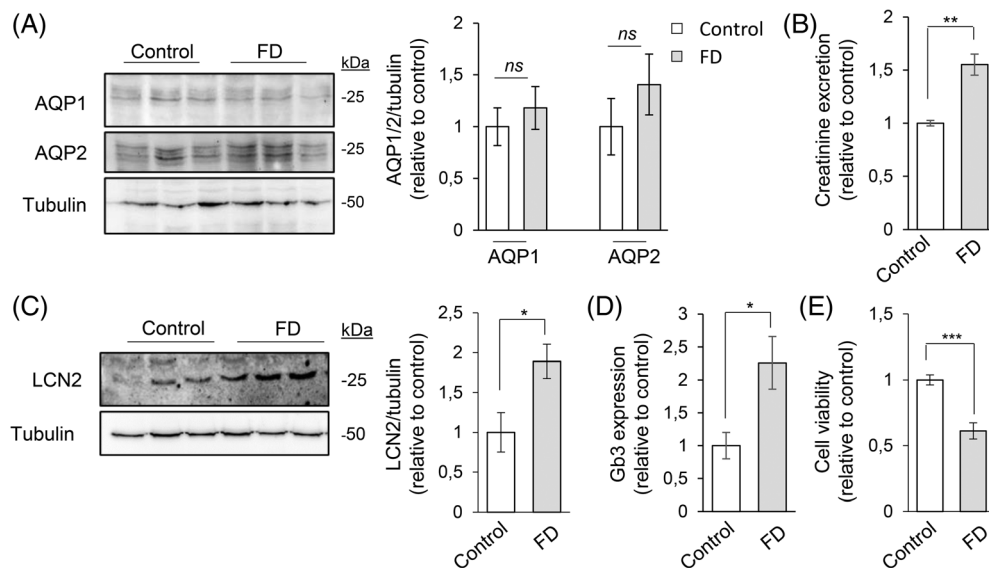 (A)
Control FD
kDa
AQP1
-25
AQP2
-25
Tubulin
-50
AQP1/2/tubulin
(relative to control)
2
1,5
1
0,5
0
ns
ns
AQP1
AQP2
Control
FD
(B)
Creatinine excretion
(relative to control)
2
1,5
1
0,5
0
**
Control
FD
(C)
Control FD
kDa
LCN2
-25
Tubulin
-50
LCN2/tubulin
(relative to control)
2,5
2
1,5
1
0,5
0
*
Control
FD
(D)
Gb3 expression
(relative to control)
3
2,5
2
1,5
1
0,5
0
*
Control
FD
(E)
Cell viability
(relative to control)
1,5
1
0,5
0
***
Control
FD